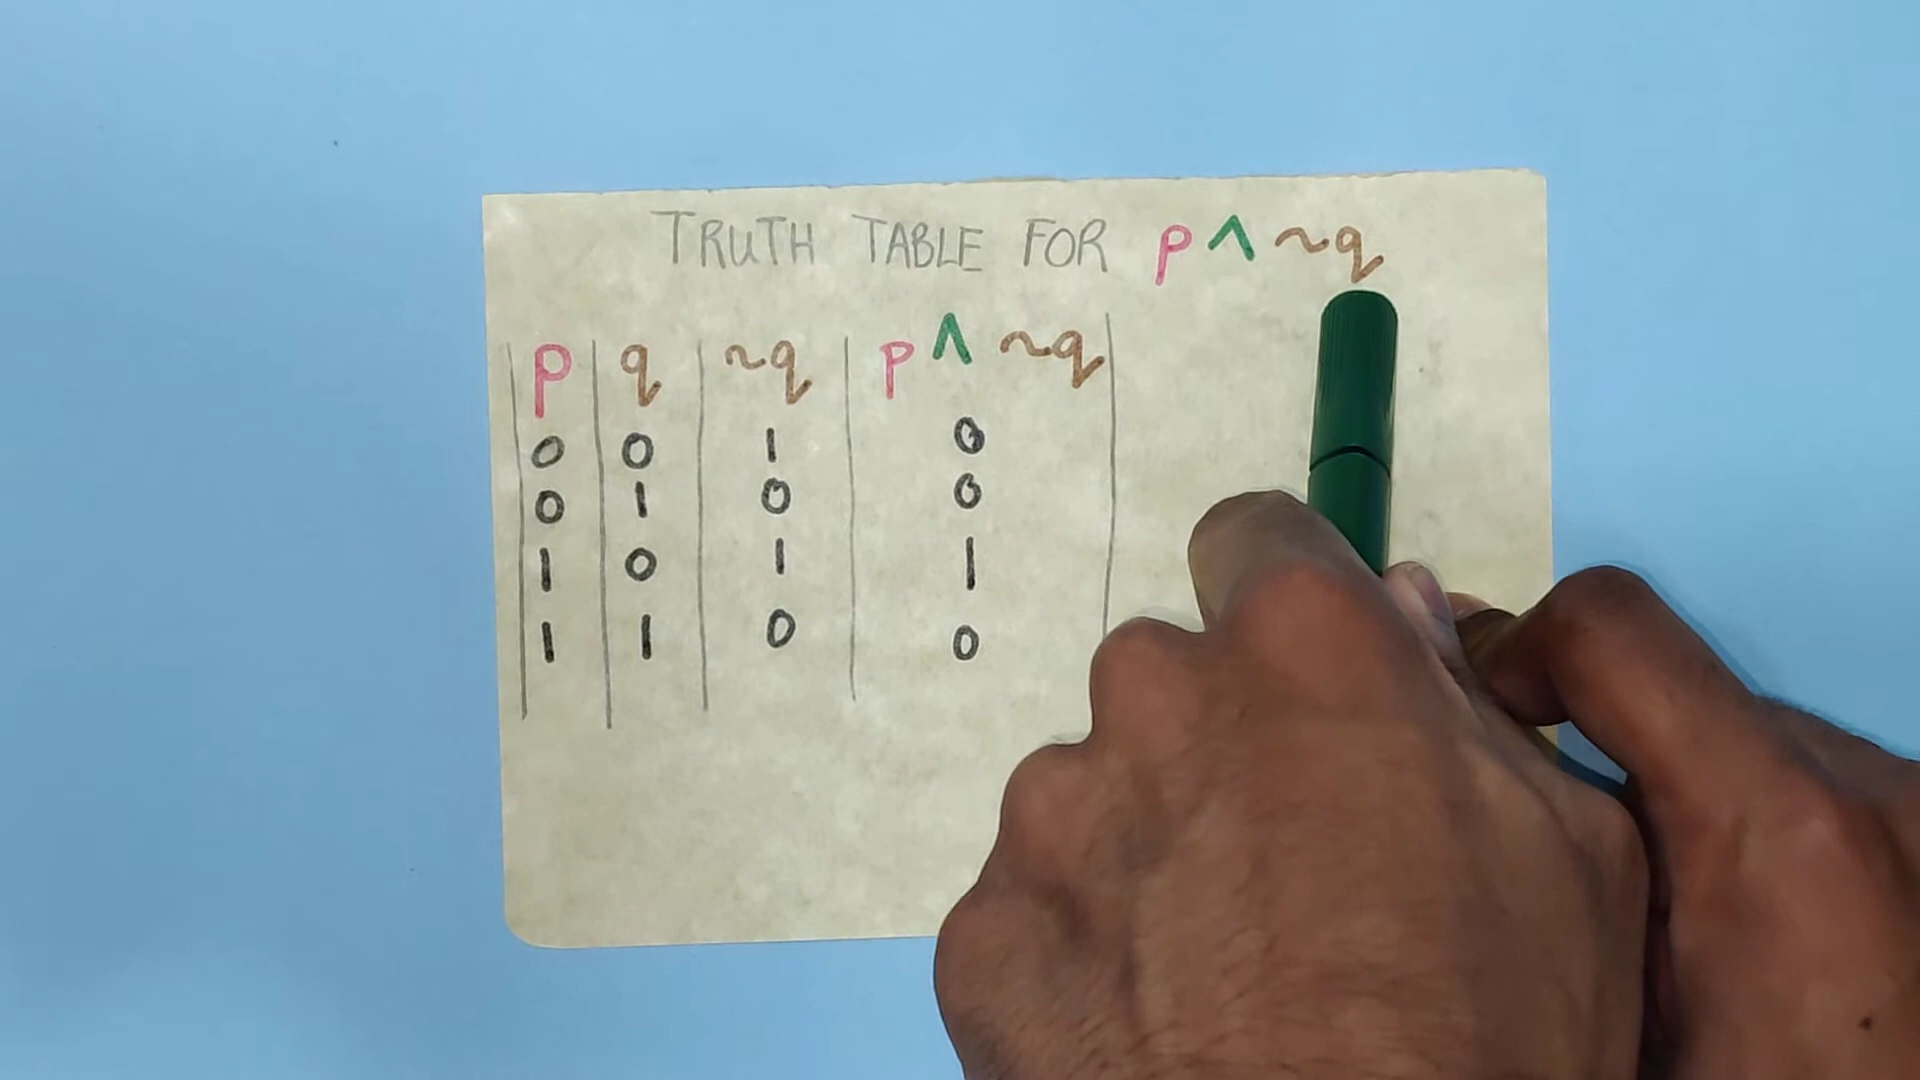 TRUTH TABLE FOR p ∧ ~q
p q ~q p ∧ ~q
0 0 1 0
0 1 0 0
1 0 1 1
1 1 0 0